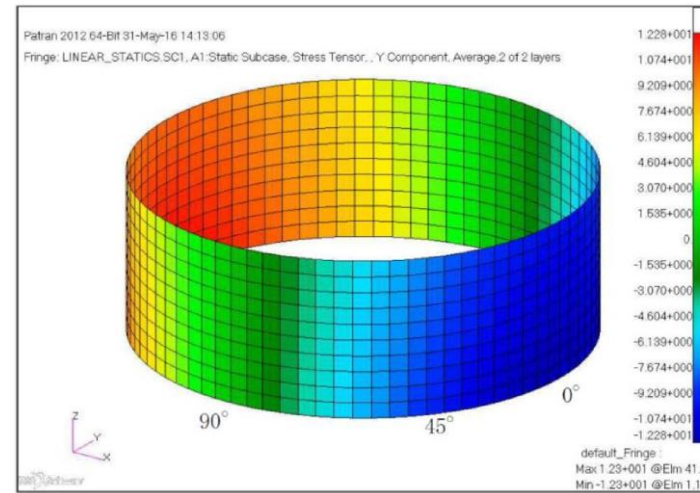 Patran 2012 64-Bit 31-May-16 14:13:06
Fringe: LINEAR_STATICS.SC1, A1:Static Subcase, Stress Tensor, , Y Component, Average,2 of 2 layers
1.228+001
1.074+001
9.209+000
7.674+000
6.139+000
4.604+000
3.070+000
1.535+000
0
-1.535+000
-3.070+000
-4.604+000
-6.139+000
-7.674+000
-9.209+000
-1.074+001
-1.228+001
0°
45°
90°
Z
Y
X
default_Fringe :
Max 1.23+001 @Elm 41.
Min -1.23+001 @Elm 1.1